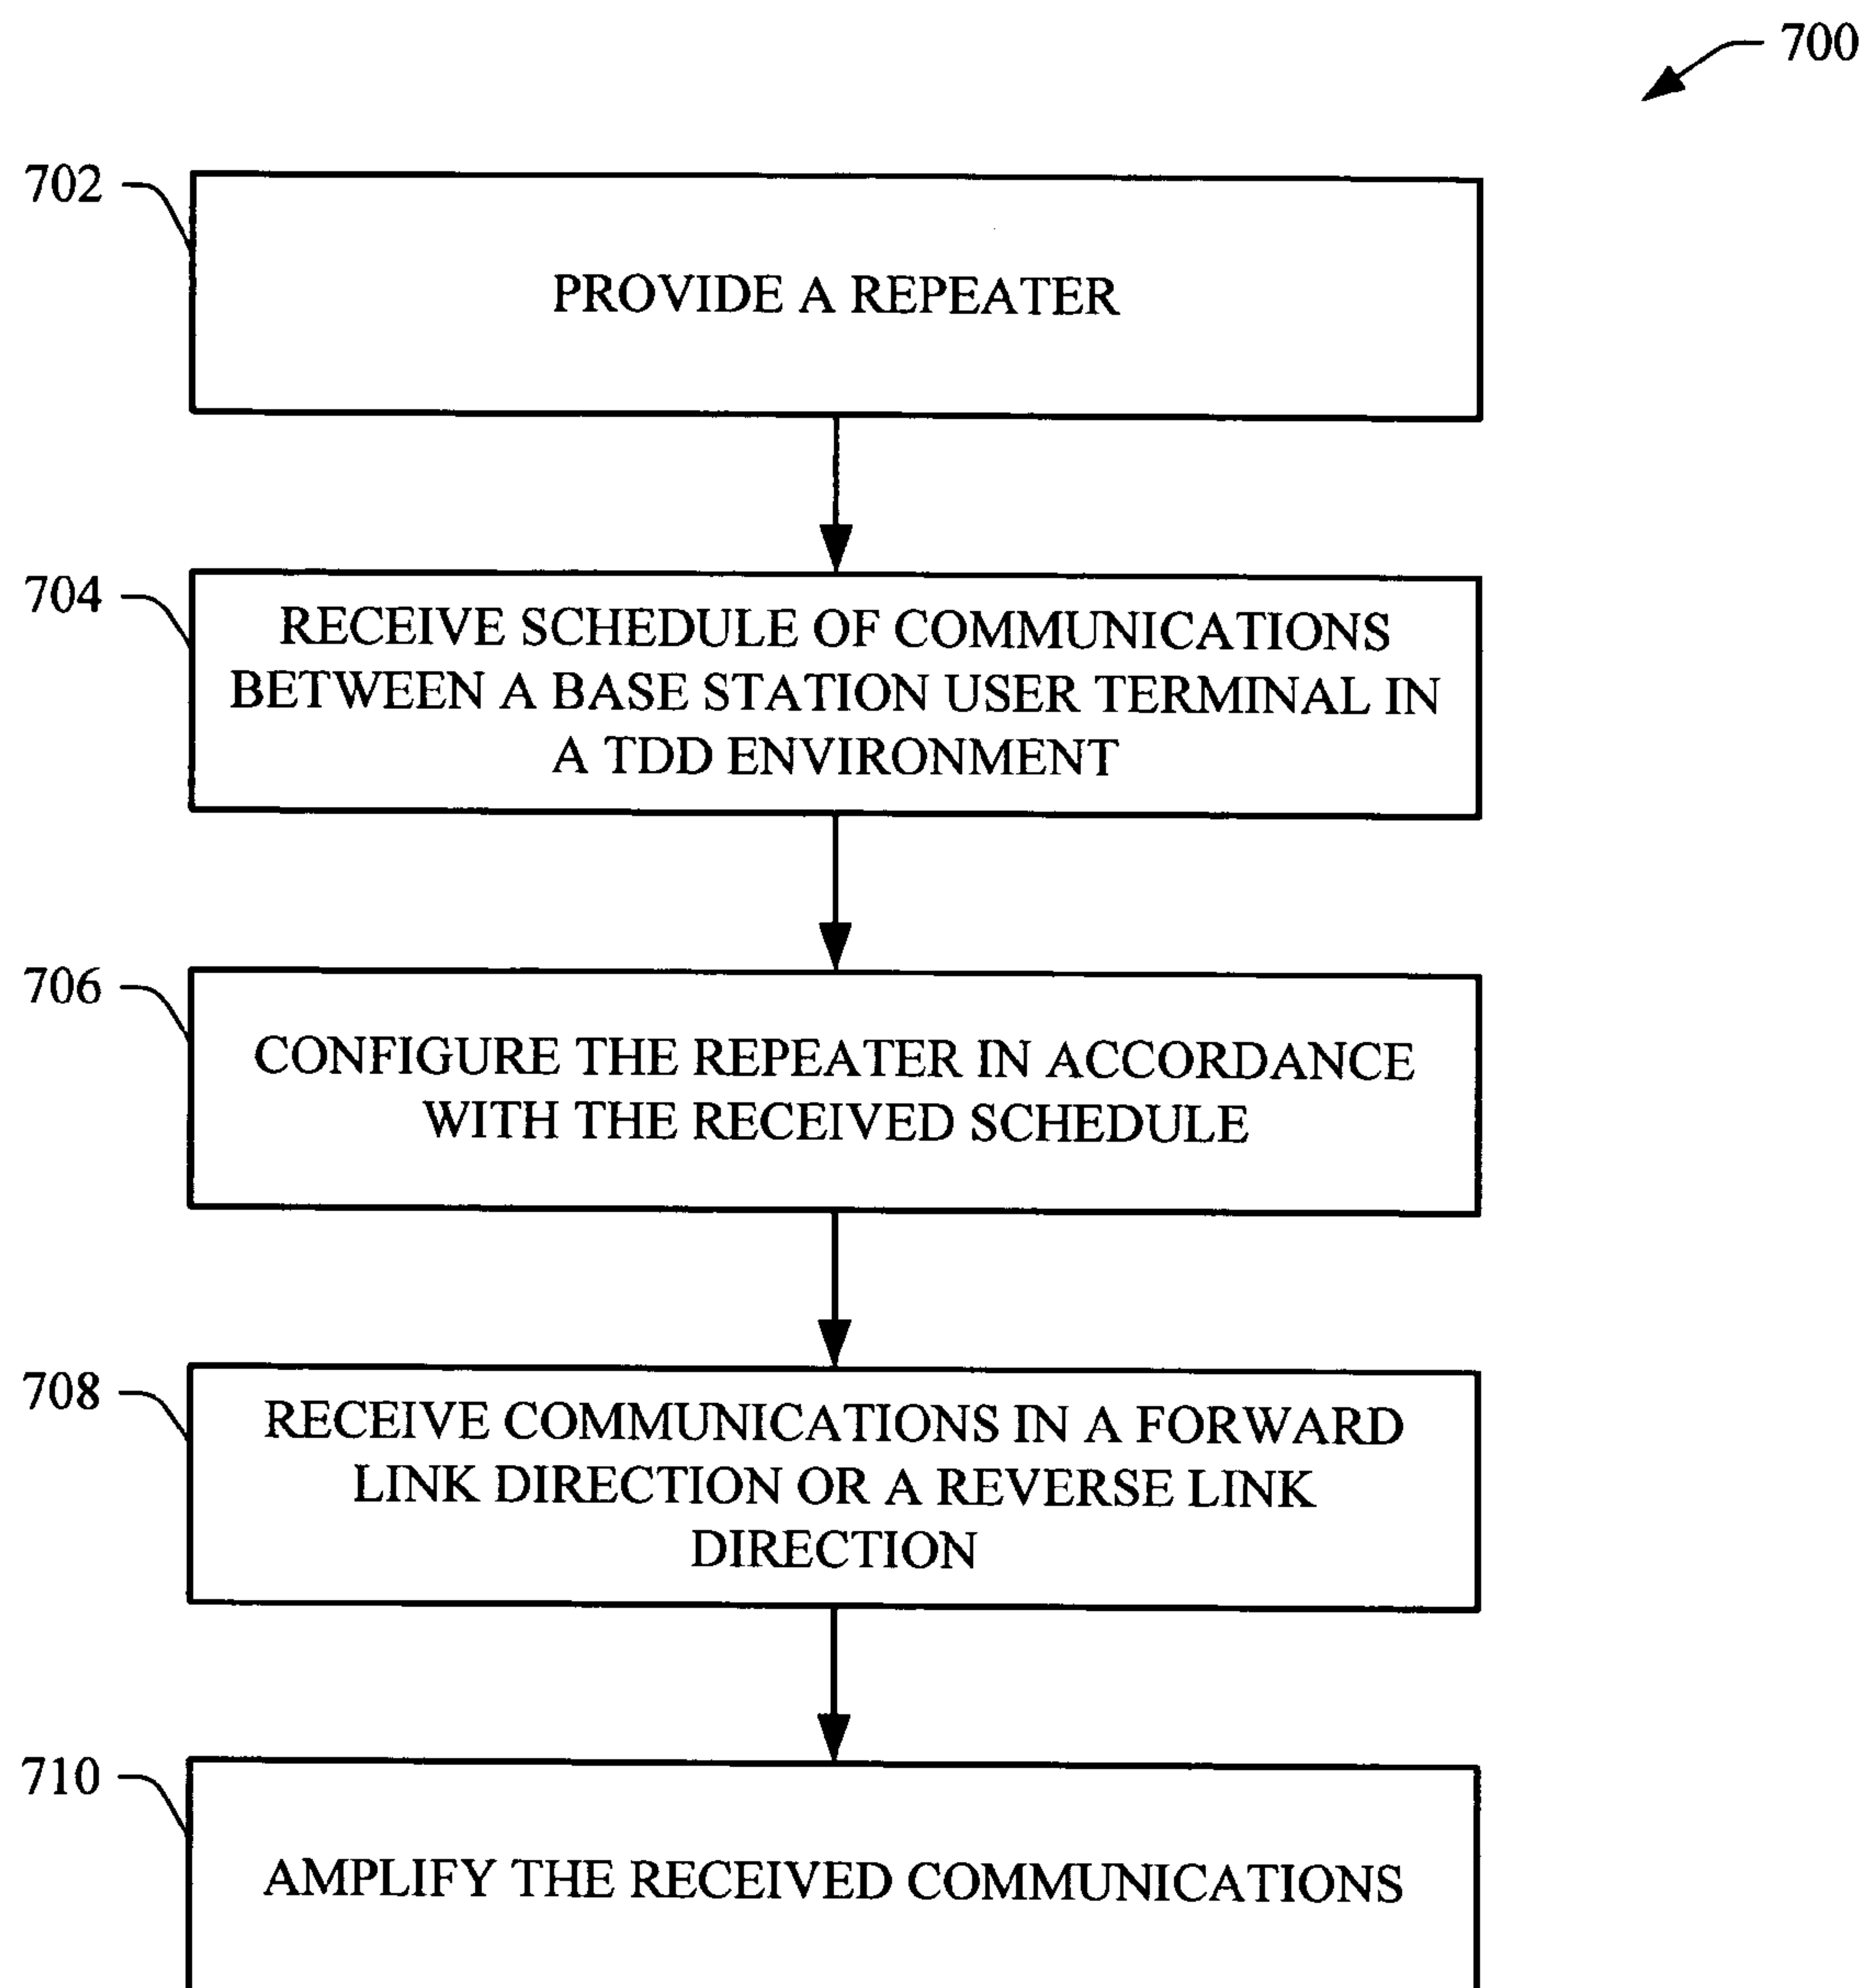 700
702
PROVIDE A REPEATER
704
RECEIVE SCHEDULE OF COMMUNICATIONS
BETWEEN A BASE STATION USER TERMINAL IN
A TDD ENVIRONMENT
706
CONFIGURE THE REPEATER IN ACCORDANCE
WITH THE RECEIVED SCHEDULE
708
RECEIVE COMMUNICATIONS IN A FORWARD
LINK DIRECTION OR A REVERSE LINK
DIRECTION
710
AMPLIFY THE RECEIVED COMMUNICATIONS